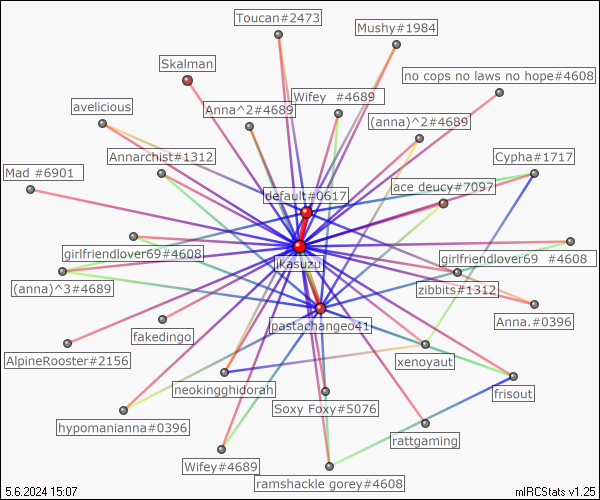 Toucan#2473
Mushy#1984
Skalman
no cops no laws no hope#4608
avelicious
Anna^2#4689
Wifey #4689
(anna)^2#4689
Annarchist#1312
Cypha#1717
Mad #6901
default#0617
ace deucy#7097
girlfriendlover69#4608
jkasuzu
girlfriendlover69 #4608
(anna)^3#4689
zibbits#1312
pastachangeo41
Anna.#0396
fakedingo
AlpineRooster#2156
xenoyaut
neokingghidorah
frisout
Soxy Foxy#5076
hypomanianna#0396
rattgaming
Wifey#4689
ramshackle gorey#4608
5.6.2024 15:07
mIRCStats v1.25